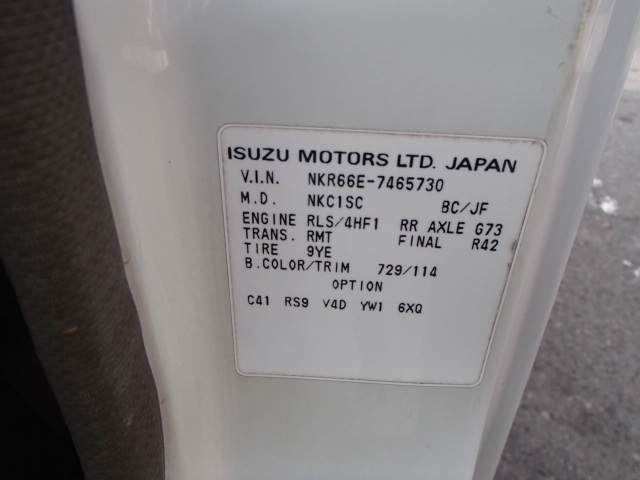 ISUZU MOTORS LTD. JAPAN
V.I.N. NKR66E-7465730
M.D. NKC1SC BC/JF
ENGINE RLS/4HF1 RR AXLE G73
TRANS. RMT FINAL R42
TIRE 9YE
B.COLOR/TRIM 729/114
OPTION
C41 RS9 V4D YW1 6XQ